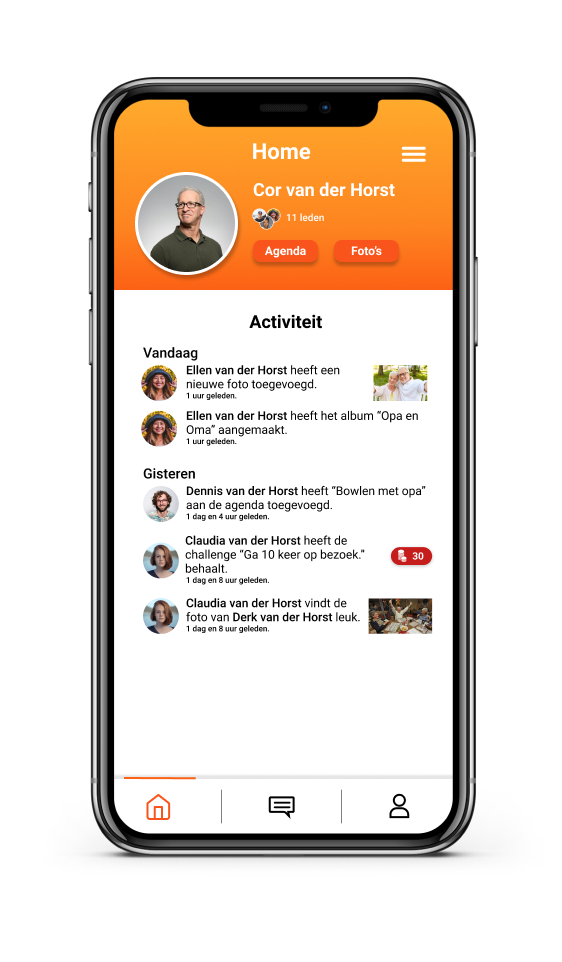 Home
Cor van der Horst
11 leden
Agenda
Foto's
Activiteit
Vandaag
Ellen van der Horst heeft een
nieuwe foto toegevoegd.
1 uur geleden.
Ellen van der Horst heeft het album “Opa en
Oma” aangemaakt.
1 uur geleden.
Gisteren
Dennis van der Horst heeft “Bowlen met opa”
aan de agenda toegevoegd.
1 dag en 4 uur geleden.
Claudia van der Horst heeft de
challenge “Ga 10 keer op bezoek.”
behaalt.
1 dag en 8 uur geleden.
30
Claudia van der Horst vindt de
foto van Derk van der Horst leuk.
1 dag en 8 uur geleden.